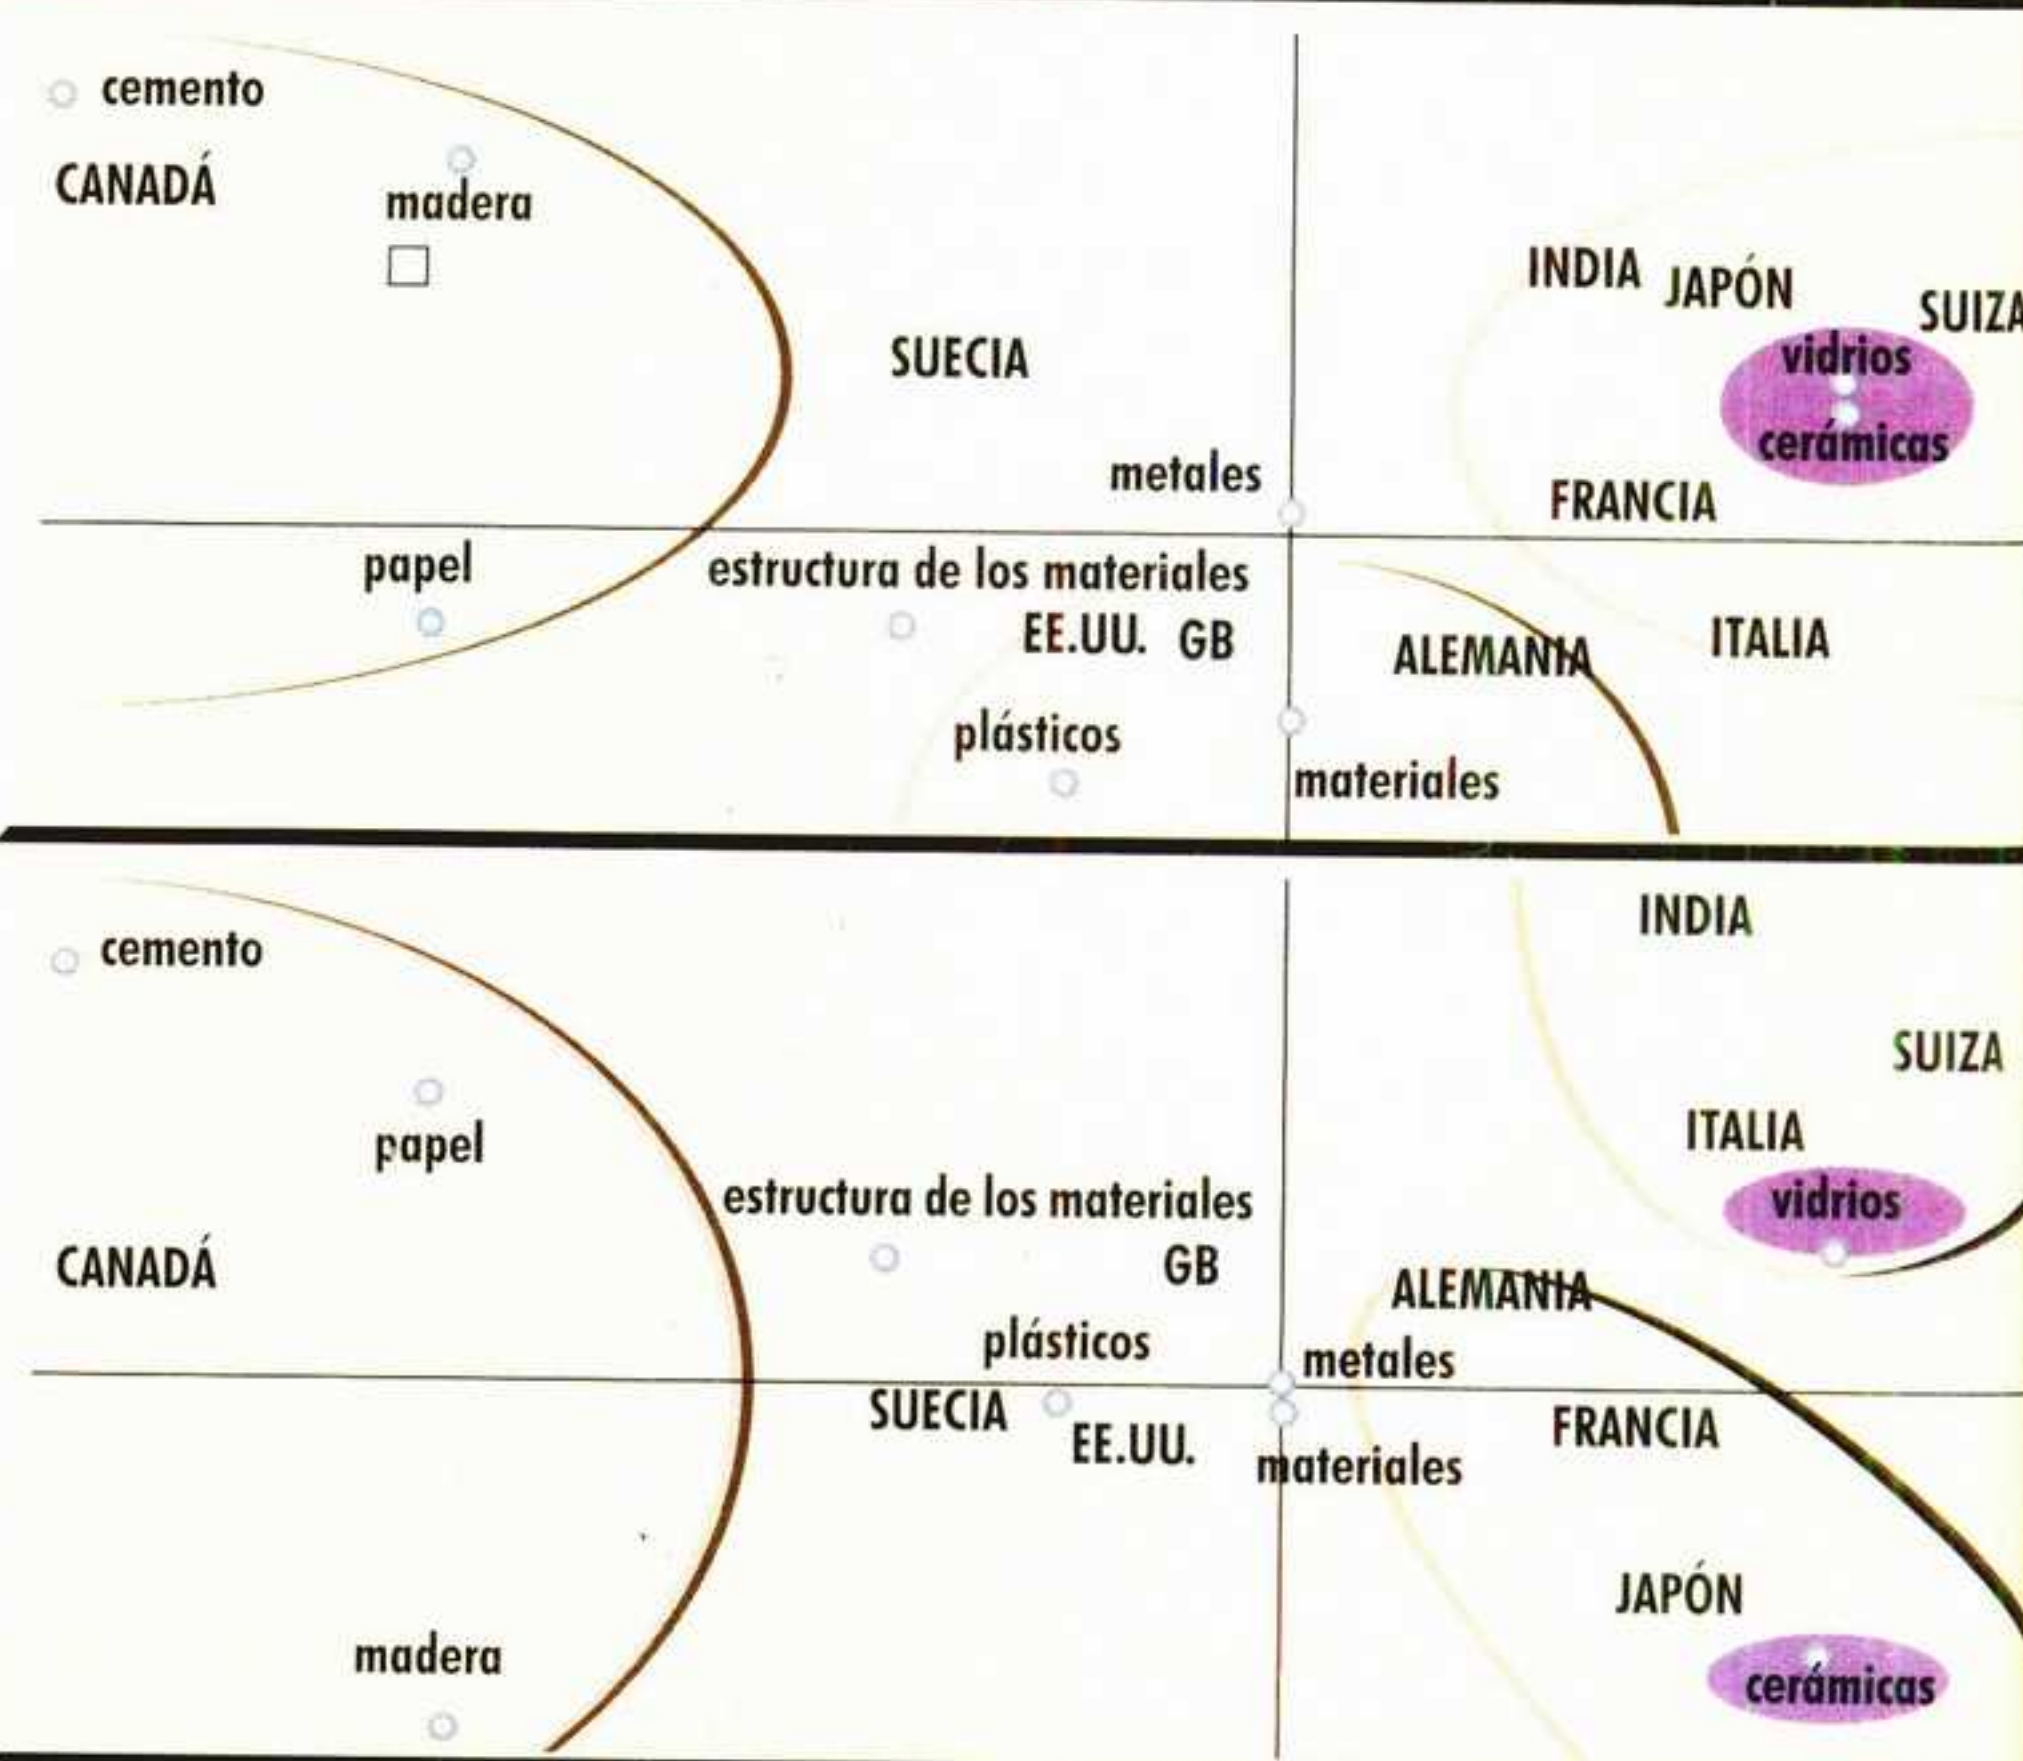 cemento
CANADÁ
madera
INDIA
JAPÓN
SUIZA
SUECIA
vidrios
cerámicas
metales
FRANCIA
papel
estructura de los materiales
EE.UU.
GB
ALEMANIA
ITALIA
plásticos
materiales
INDIA
cemento
SUIZA
papel
ITALIA
estructura de los materiales
vidrios
CANADÁ
GB
ALEMANIA
plásticos
metales
SUECIA
EE.UU.
FRANCIA
materiales
JAPÓN
madera
cerámicas